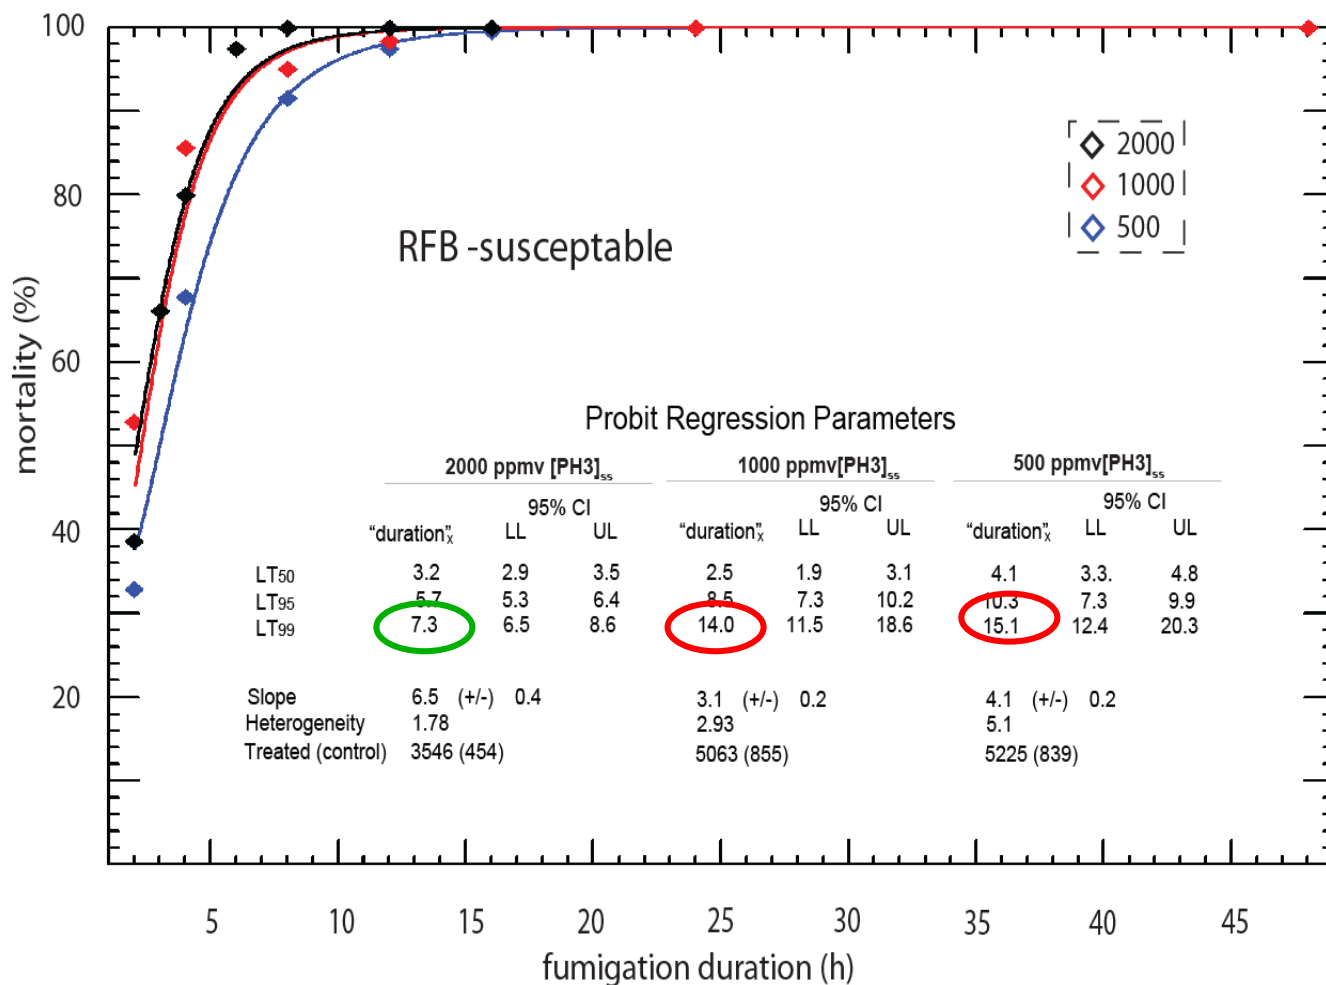 100
80
60
40
20
mortality (%)
2000
1000
500
RFB -susceptable
Probit Regression Parameters
2000 ppmv [PH3]ss 1000 ppmv[PH3]ss 500 ppmv[PH3]ss
95% CI 95% CI 95% CI
“duration”x LL UL “duration”x LL UL “duration”x LL UL
LT50 3.2 2.9 3.5 2.5 1.9 3.1 4.1 3.3. 4.8
LT95 5.7 5.3 6.4 8.5 7.3 10.2 10.3 7.3 9.9
LT99 7.3 6.5 8.6 14.0 11.5 18.6 15.1 12.4 20.3
Slope 6.5 (+/-) 0.4 3.1 (+/-) 0.2 4.1 (+/-) 0.2
Heterogeneity 1.78 2.93 5.1
Treated (control) 3546 (454) 5063 (855) 5225 (839)
5 10 15 20 25 30 35 40 45
fumigation duration (h)